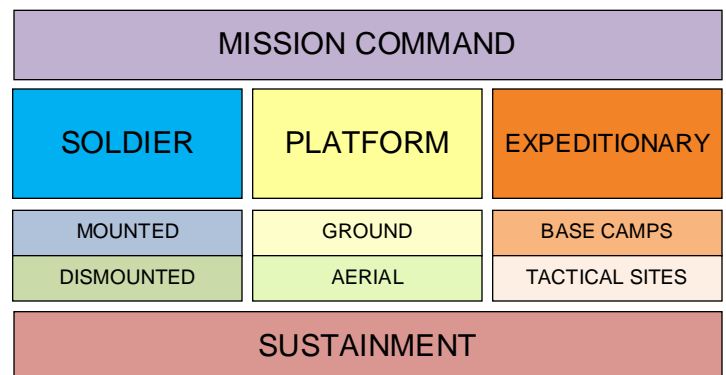 MISSION COMMAND
SOLDIER
PLATFORM
EXPEDITIONARY
MOUNTED
GROUND
BASE CAMPS
DISMOUNTED
AERIAL
TACTICAL SITES
SUSTAINMENT